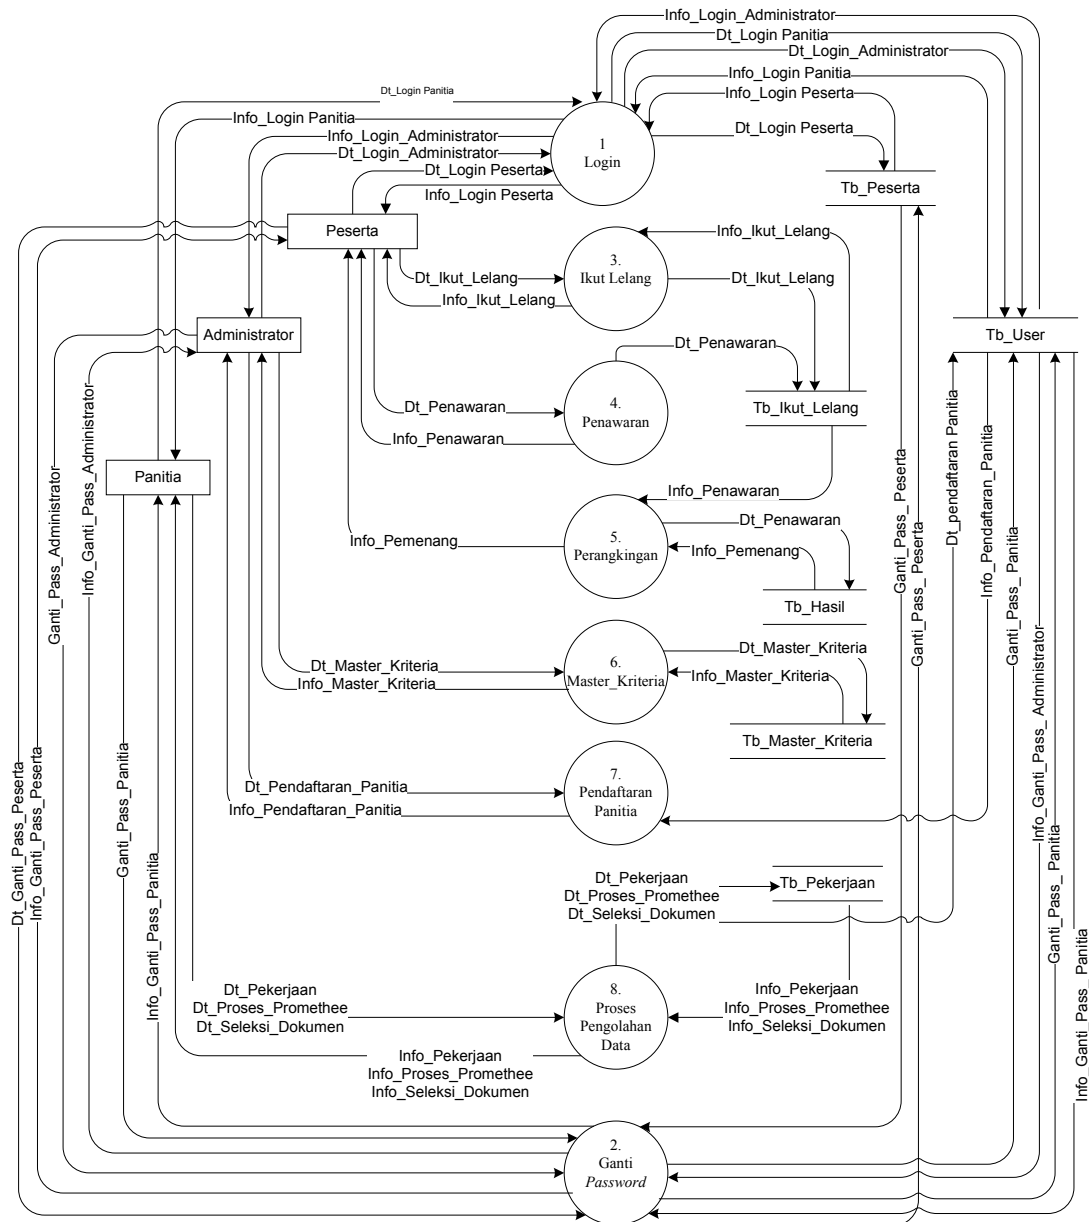 Info_Login_Administrator
Dt_Login Panitia
Dt_Login_Administrator
Info_Login Panitia
Info_Login Peserta
Dt_Login Peserta
Dt_Login Panitia
Info_Login Panitia
Info_Login_Administrator
Dt_Login_Administrator
Dt_Login Peserta
Info_Login Peserta
1
Login
Tb_Peserta
Peserta
Info_Ikut_Lelang
Dt_Ikut_Lelang
Info_Ikut_Lelang
3.
Ikut Lelang
Dt_Ikut_Lelang
Administrator
Tb_User
Dt_Penawaran
Dt_Penawaran
Info_Penawaran
4.
Penawaran
Tb_Ikut_Lelang
Panitia
Info_Penawaran
Dt_Penawaran
Info_Pemenang
Info_Pemenang
5.
Perangkingan
Tb_Hasil
Dt_Master_Kriteria
Info_Master_Kriteria
6.
Master_Kriteria
Dt_Master_Kriteria
Info_Master_Kriteria
Tb_Master_Kriteria
Dt_Pendaftaran_Panitia
Info_Pendaftaran_Panitia
7.
Pendaftaran
Panitia
Dt_Pekerjaan
Dt_Proses_Promethee
Dt_Seleksi_Dokumen
Tb_Pekerjaan
Dt_Pekerjaan
Dt_Proses_Promethee
Dt_Seleksi_Dokumen
8.
Proses
Pengolahan
Data
Info_Pekerjaan
Info_Proses_Promethee
Info_Seleksi_Dokumen
Info_Pekerjaan
Info_Proses_Promethee
Info_Seleksi_Dokumen
2.
Ganti
Password
Dt_Ganti_Pass_Peserta
Info_Ganti_Pass_Peserta
Ganti_Pass_Administrator
Info_Ganti_Pass_Administrator
Ganti_Pass_Panitia
Info_Ganti_Pass_Panitia
Ganti_Pass_ Peserta
Ganti_Pass_ Peserta
Dt_pendaftaran Panitia
Info_Pendaftaran_Panitia
Ganti_Pass_ Panitia
Info_Ganti_Pass_ Administrator
Ganti_Pass_ Panitia
Info_Ganti_Pass_ Panitia